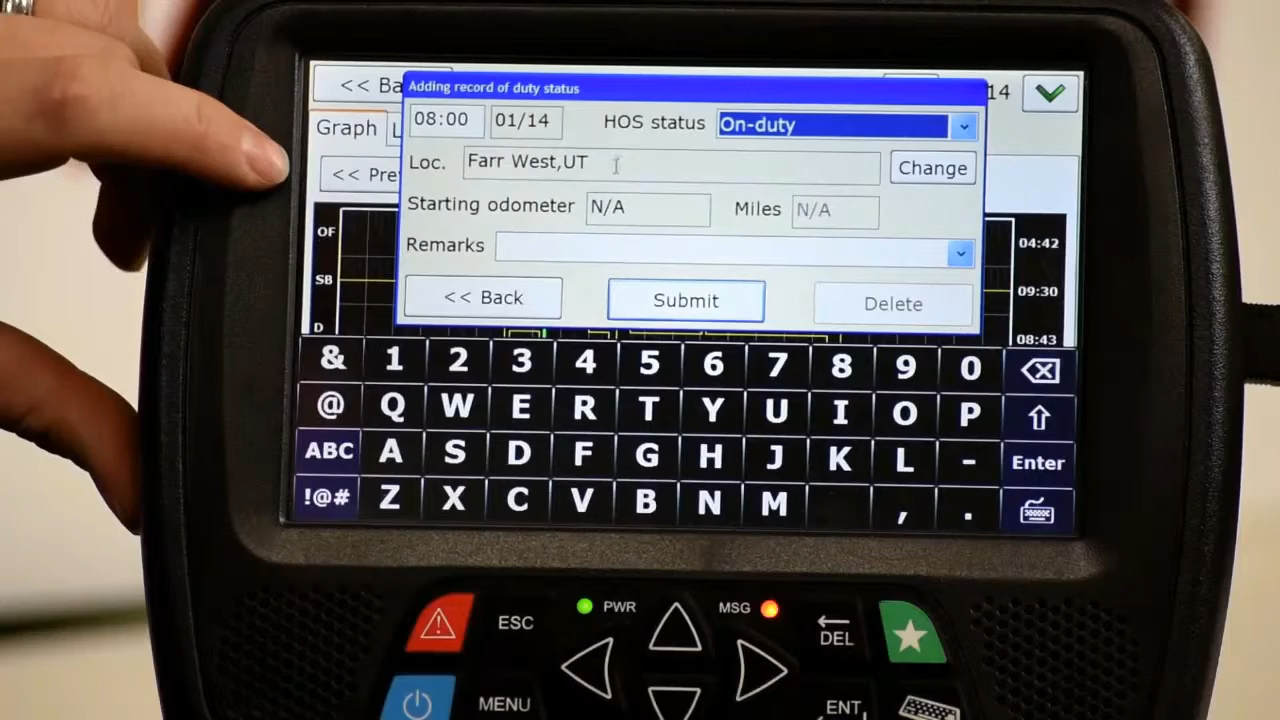 << Ba
14
Adding record of duty status
08:00 01/14 HOS status On-duty
Graph
Loc. Farr West,UT Change
<< Pre
Starting odometer N/A Miles N/A
Remarks
OF 04:42
SB 09:30
D 08:43
<< Back Submit Delete
& 1 2 3 4 5 6 7 8 9 0
@ Q W E R T Y U I O P
ABC A S D F G H J K L - Enter
!@# Z X C V B N M , .
PWR MSG
ESC DEL
MENU ENT